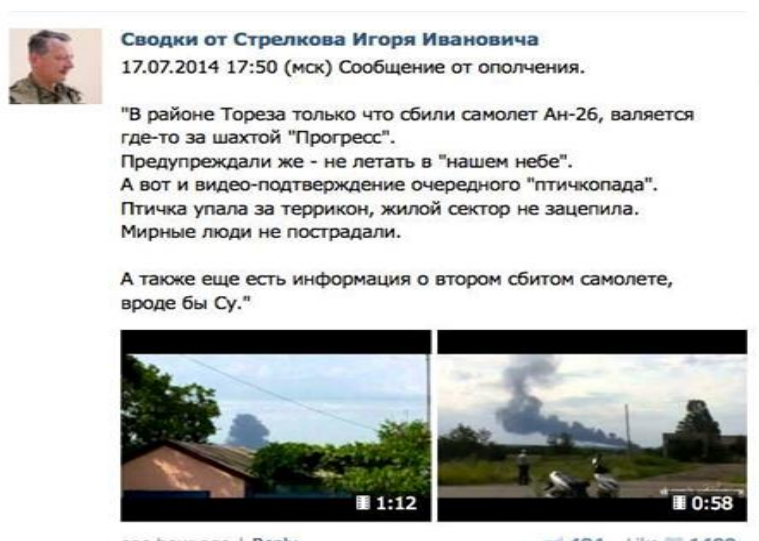 Сводки от Стрелкова Игоря Ивановича
17.07.2014 17:50 (мск) Сообщение от ополчения.
"В районе Тореза только что сбили самолет Ан-26, валяется
где-то за шахтой "Прогресс".
Предупреждали же - не летать в "нашем небе".
А вот и видео-подтверждение очередного "птичкопада".
Птичка упала за террикон, жилой сектор не зацепила.
Мирные люди не пострадали.
А также еще есть информация о втором сбитом самолете,
вроде бы Су."
1:12
0:58